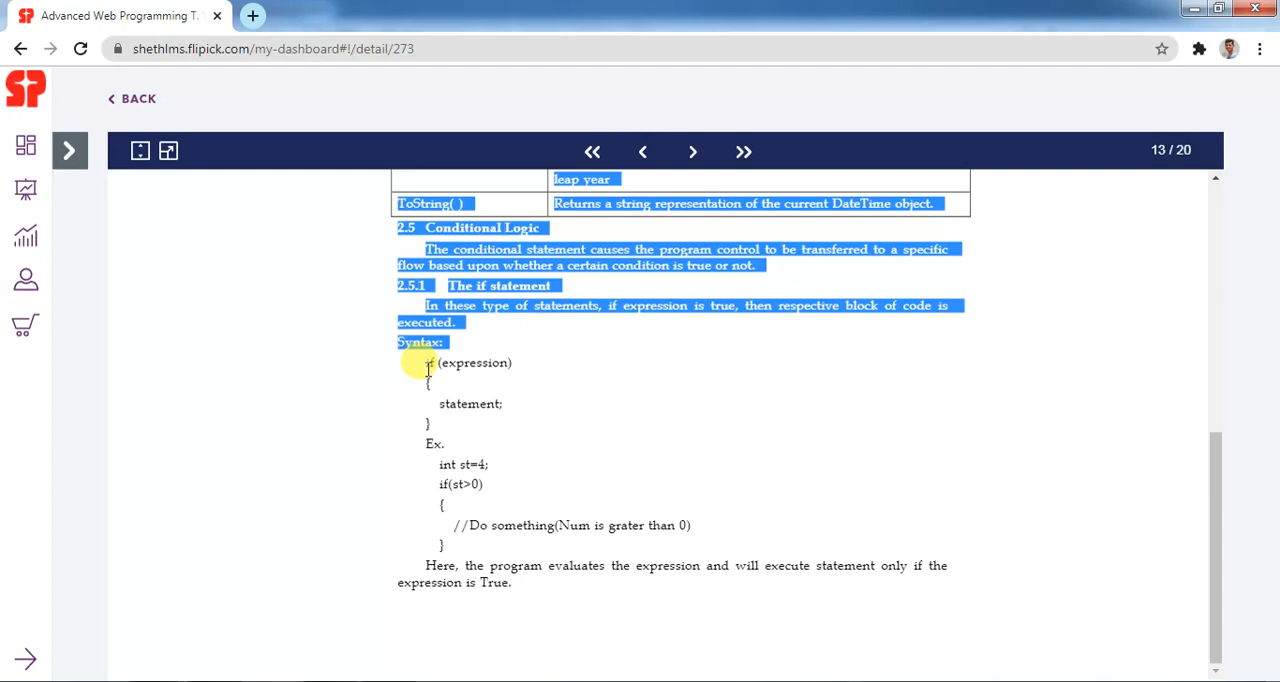 SP Advanced Web Programming T.
shethlms.flipick.com/my-dashboard#!/detail/273
SP
BACK
13 / 20
leap year
ToString( ) Returns a string representation of the current DateTime object.
2.5 Conditional Logic
The conditional statement causes the program control to be transferred to a specific
flow based upon whether a certain condition is true or not.
2.5.1 The if statement
In these type of statements, if expression is true, then respective block of code is
executed.
Syntax:
if (expression)
{
statement;
}
Ex.
int st=4;
if(st>0)
{
//Do something(Num is grater than 0)
}
Here, the program evaluates the expression and will execute statement only if the
expression is True.